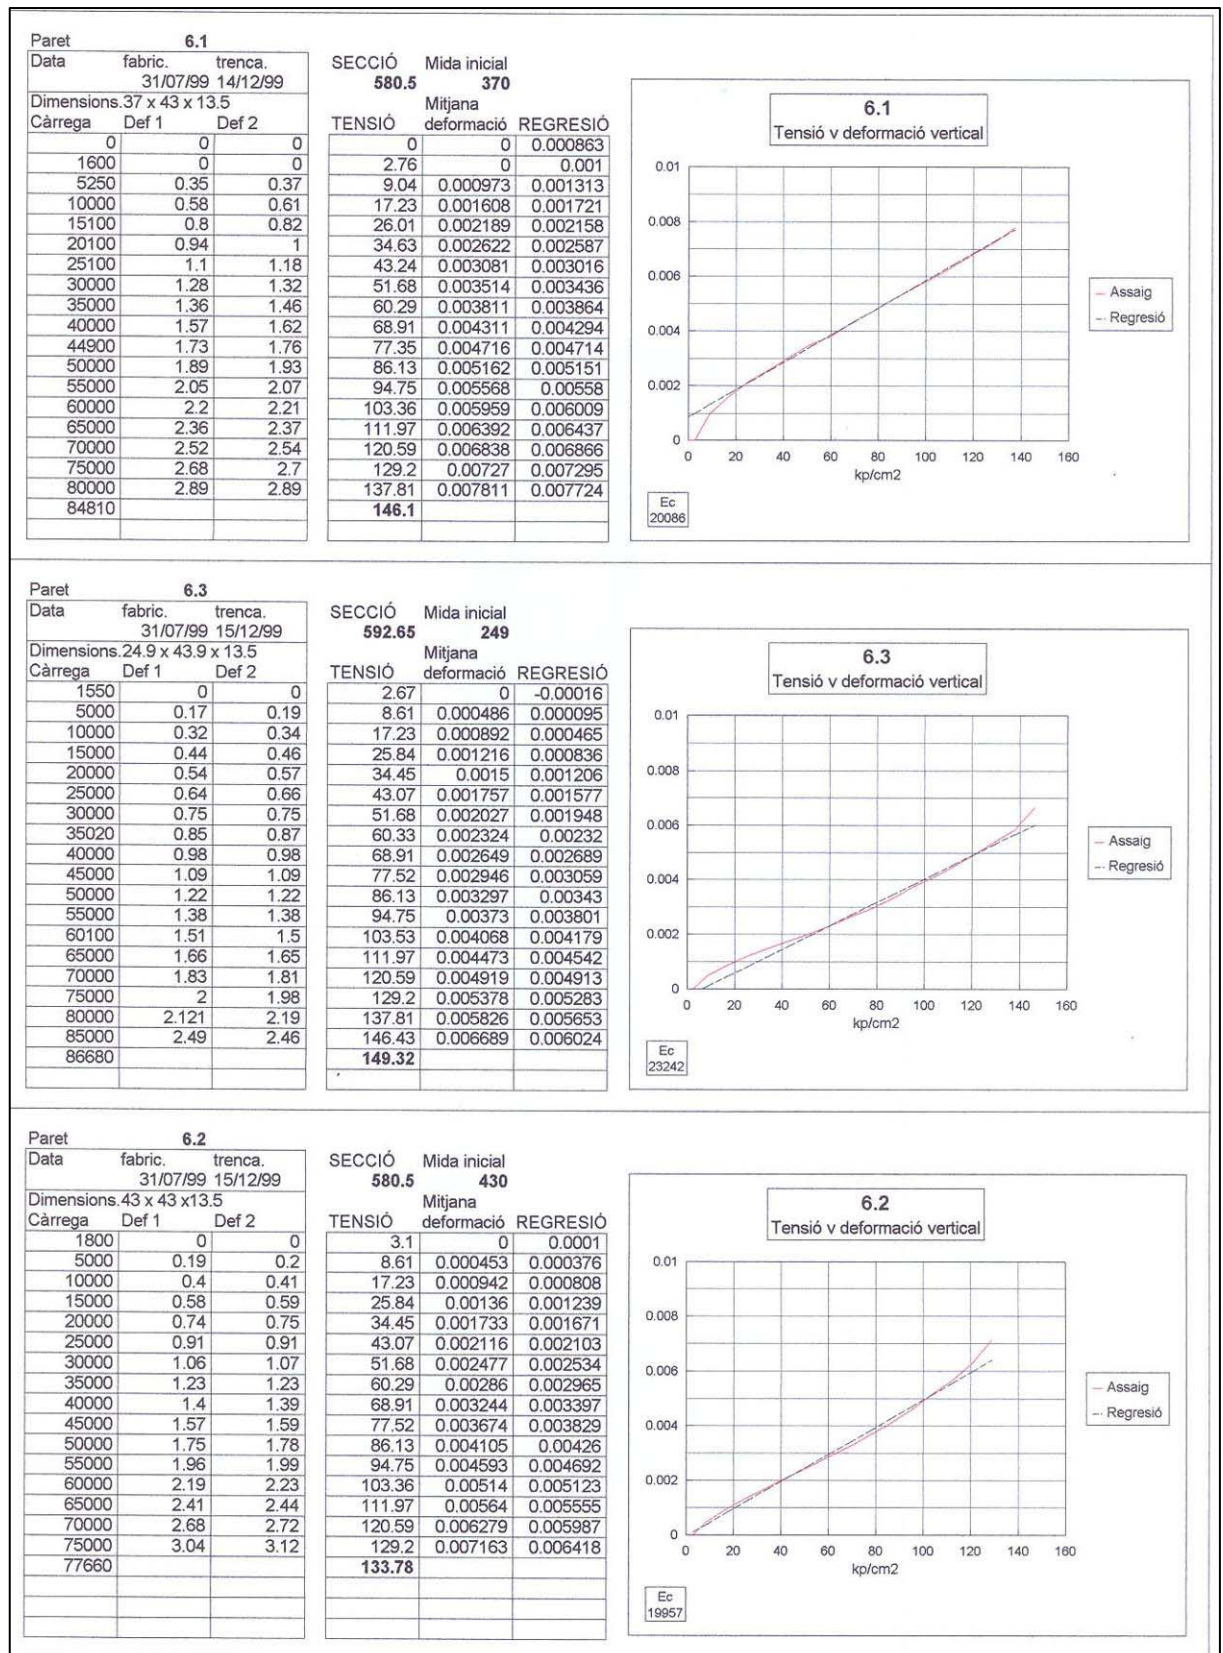 Paret 6.1
Data fabric. trenca. SECCIÓ Mida inicial
31/07/99 14/12/99 580.5 370
Dimensions.37 x 43 x 13.5 Mitjana
Càrrega Def 1 Def 2 TENSIÓ deformació REGRESIÓ
0 0 0 0 0 0.000863
1600 0 0 2.76 0 0.001
5250 0.35 0.37 9.04 0.000973 0.001313
10000 0.58 0.61 17.23 0.001608 0.001721
15100 0.8 0.82 26.01 0.002189 0.002158
20100 0.94 1 34.63 0.002622 0.002587
25100 1.1 1.18 43.24 0.003081 0.003016
30000 1.28 1.32 51.68 0.003514 0.003436
35000 1.36 1.46 60.29 0.003811 0.003864
40000 1.57 1.62 68.91 0.004311 0.004294
44900 1.73 1.76 77.35 0.004716 0.004714
50000 1.89 1.93 86.13 0.005162 0.005151
55000 2.05 2.07 94.75 0.005568 0.00558
60000 2.2 2.21 103.36 0.005959 0.006009
65000 2.36 2.37 111.97 0.006392 0.006437
70000 2.52 2.54 120.59 0.006838 0.006866
75000 2.68 2.7 129.2 0.00727 0.007295
80000 2.89 2.89 137.81 0.007811 0.007724
84810 146.1
6.1
Tensió v deformació vertical
0.01
0.008
0.006
0.004
0.002
0
0 20 40 60 80 100 120 140 160
kp/cm2
Assaig
Regresió
Ec
20086
Paret 6.3
Data fabric. trenca. SECCIÓ Mida inicial
31/07/99 15/12/99 592.65 249
Dimensions.24.9 x 43.9 x 13.5 Mitjana
Càrrega Def 1 Def 2 TENSIÓ deformació REGRESIÓ
1550 0 0 2.67 0 -0.00016
5000 0.17 0.19 8.61 0.000486 0.000095
10000 0.32 0.34 17.23 0.000892 0.000465
15000 0.44 0.46 25.84 0.001216 0.000836
20000 0.54 0.57 34.45 0.0015 0.001206
25000 0.64 0.66 43.07 0.001757 0.001577
30000 0.75 0.75 51.68 0.002027 0.001948
35020 0.85 0.87 60.33 0.002324 0.00232
40000 0.98 0.98 68.91 0.002649 0.002689
45000 1.09 1.09 77.52 0.002946 0.003059
50000 1.22 1.22 86.13 0.003297 0.00343
55000 1.38 1.38 94.75 0.00373 0.003801
60100 1.51 1.5 103.53 0.004068 0.004179
65000 1.66 1.65 111.97 0.004473 0.004542
70000 1.83 1.81 120.59 0.004919 0.004913
75000 2 1.98 129.2 0.005378 0.005283
80000 2.121 2.19 137.81 0.005826 0.005653
85000 2.49 2.46 146.43 0.006689 0.006024
86680 149.32
6.3
Tensió v deformació vertical
0.01
0.008
0.006
0.004
0.002
0
0 20 40 60 80 100 120 140 160
kp/cm2
Assaig
Regresió
Ec
23242
Paret 6.2
Data fabric. trenca. SECCIÓ Mida inicial
31/07/99 15/12/99 580.5 430
Dimensions.43 x 43 x13.5 Mitjana
Càrrega Def 1 Def 2 TENSIÓ deformació REGRESIÓ
1800 0 0 3.1 0 0.0001
5000 0.19 0.2 8.61 0.000453 0.000376
10000 0.4 0.41 17.23 0.000942 0.000808
15000 0.58 0.59 25.84 0.00136 0.001239
20000 0.74 0.75 34.45 0.001733 0.001671
25000 0.91 0.91 43.07 0.002116 0.002103
30000 1.06 1.07 51.68 0.002477 0.002534
35000 1.23 1.23 60.29 0.00286 0.002965
40000 1.4 1.39 68.91 0.003244 0.003397
45000 1.57 1.59 77.52 0.003674 0.003829
50000 1.75 1.78 86.13 0.004105 0.00426
55000 1.96 1.99 94.75 0.004593 0.004692
60000 2.19 2.23 103.36 0.00514 0.005123
65000 2.41 2.44 111.97 0.00564 0.005555
70000 2.68 2.72 120.59 0.006279 0.005987
75000 3.04 3.12 129.2 0.007163 0.006418
77660 133.78
6.2
Tensió v deformació vertical
0.01
0.008
0.006
0.004
0.002
0
0 20 40 60 80 100 120 140 160
kp/cm2
Assaig
Regresió
Ec
19957